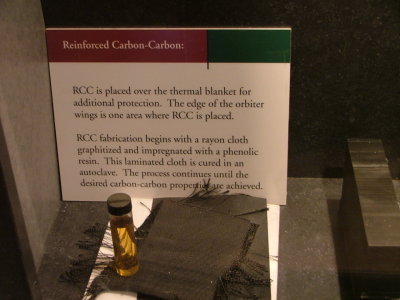 Reinforced Carbon-Carbon:
RCC is placed over the thermal blanket for
additional protection. The edge of the orbiter
wings is one area where RCC is placed.
RCC fabrication begins with a rayon cloth
graphitized and impregnated with a phenolic
resin. This laminated cloth is cured in an
autoclave. The process continues until the
desired carbon-carbon properties are achieved.